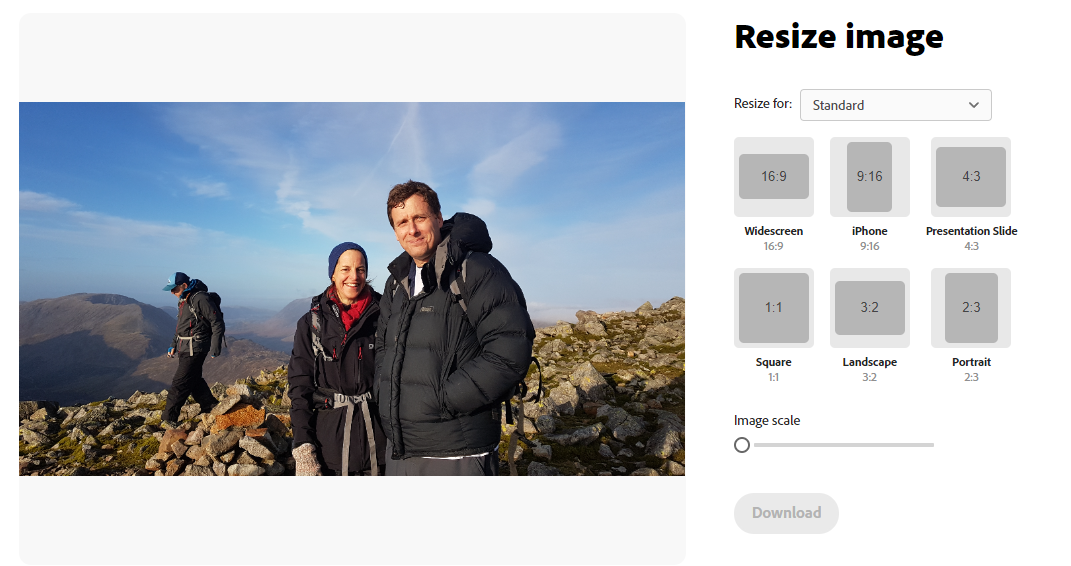 Resize image
Resize for: Standard
16:9
9:16
4:3
Widescreen
16:9
iPhone
9:16
Presentation Slide
4:3
1:1
3:2
2:3
Square
1:1
Landscape
3:2
Portrait
2:3
Image scale
Download